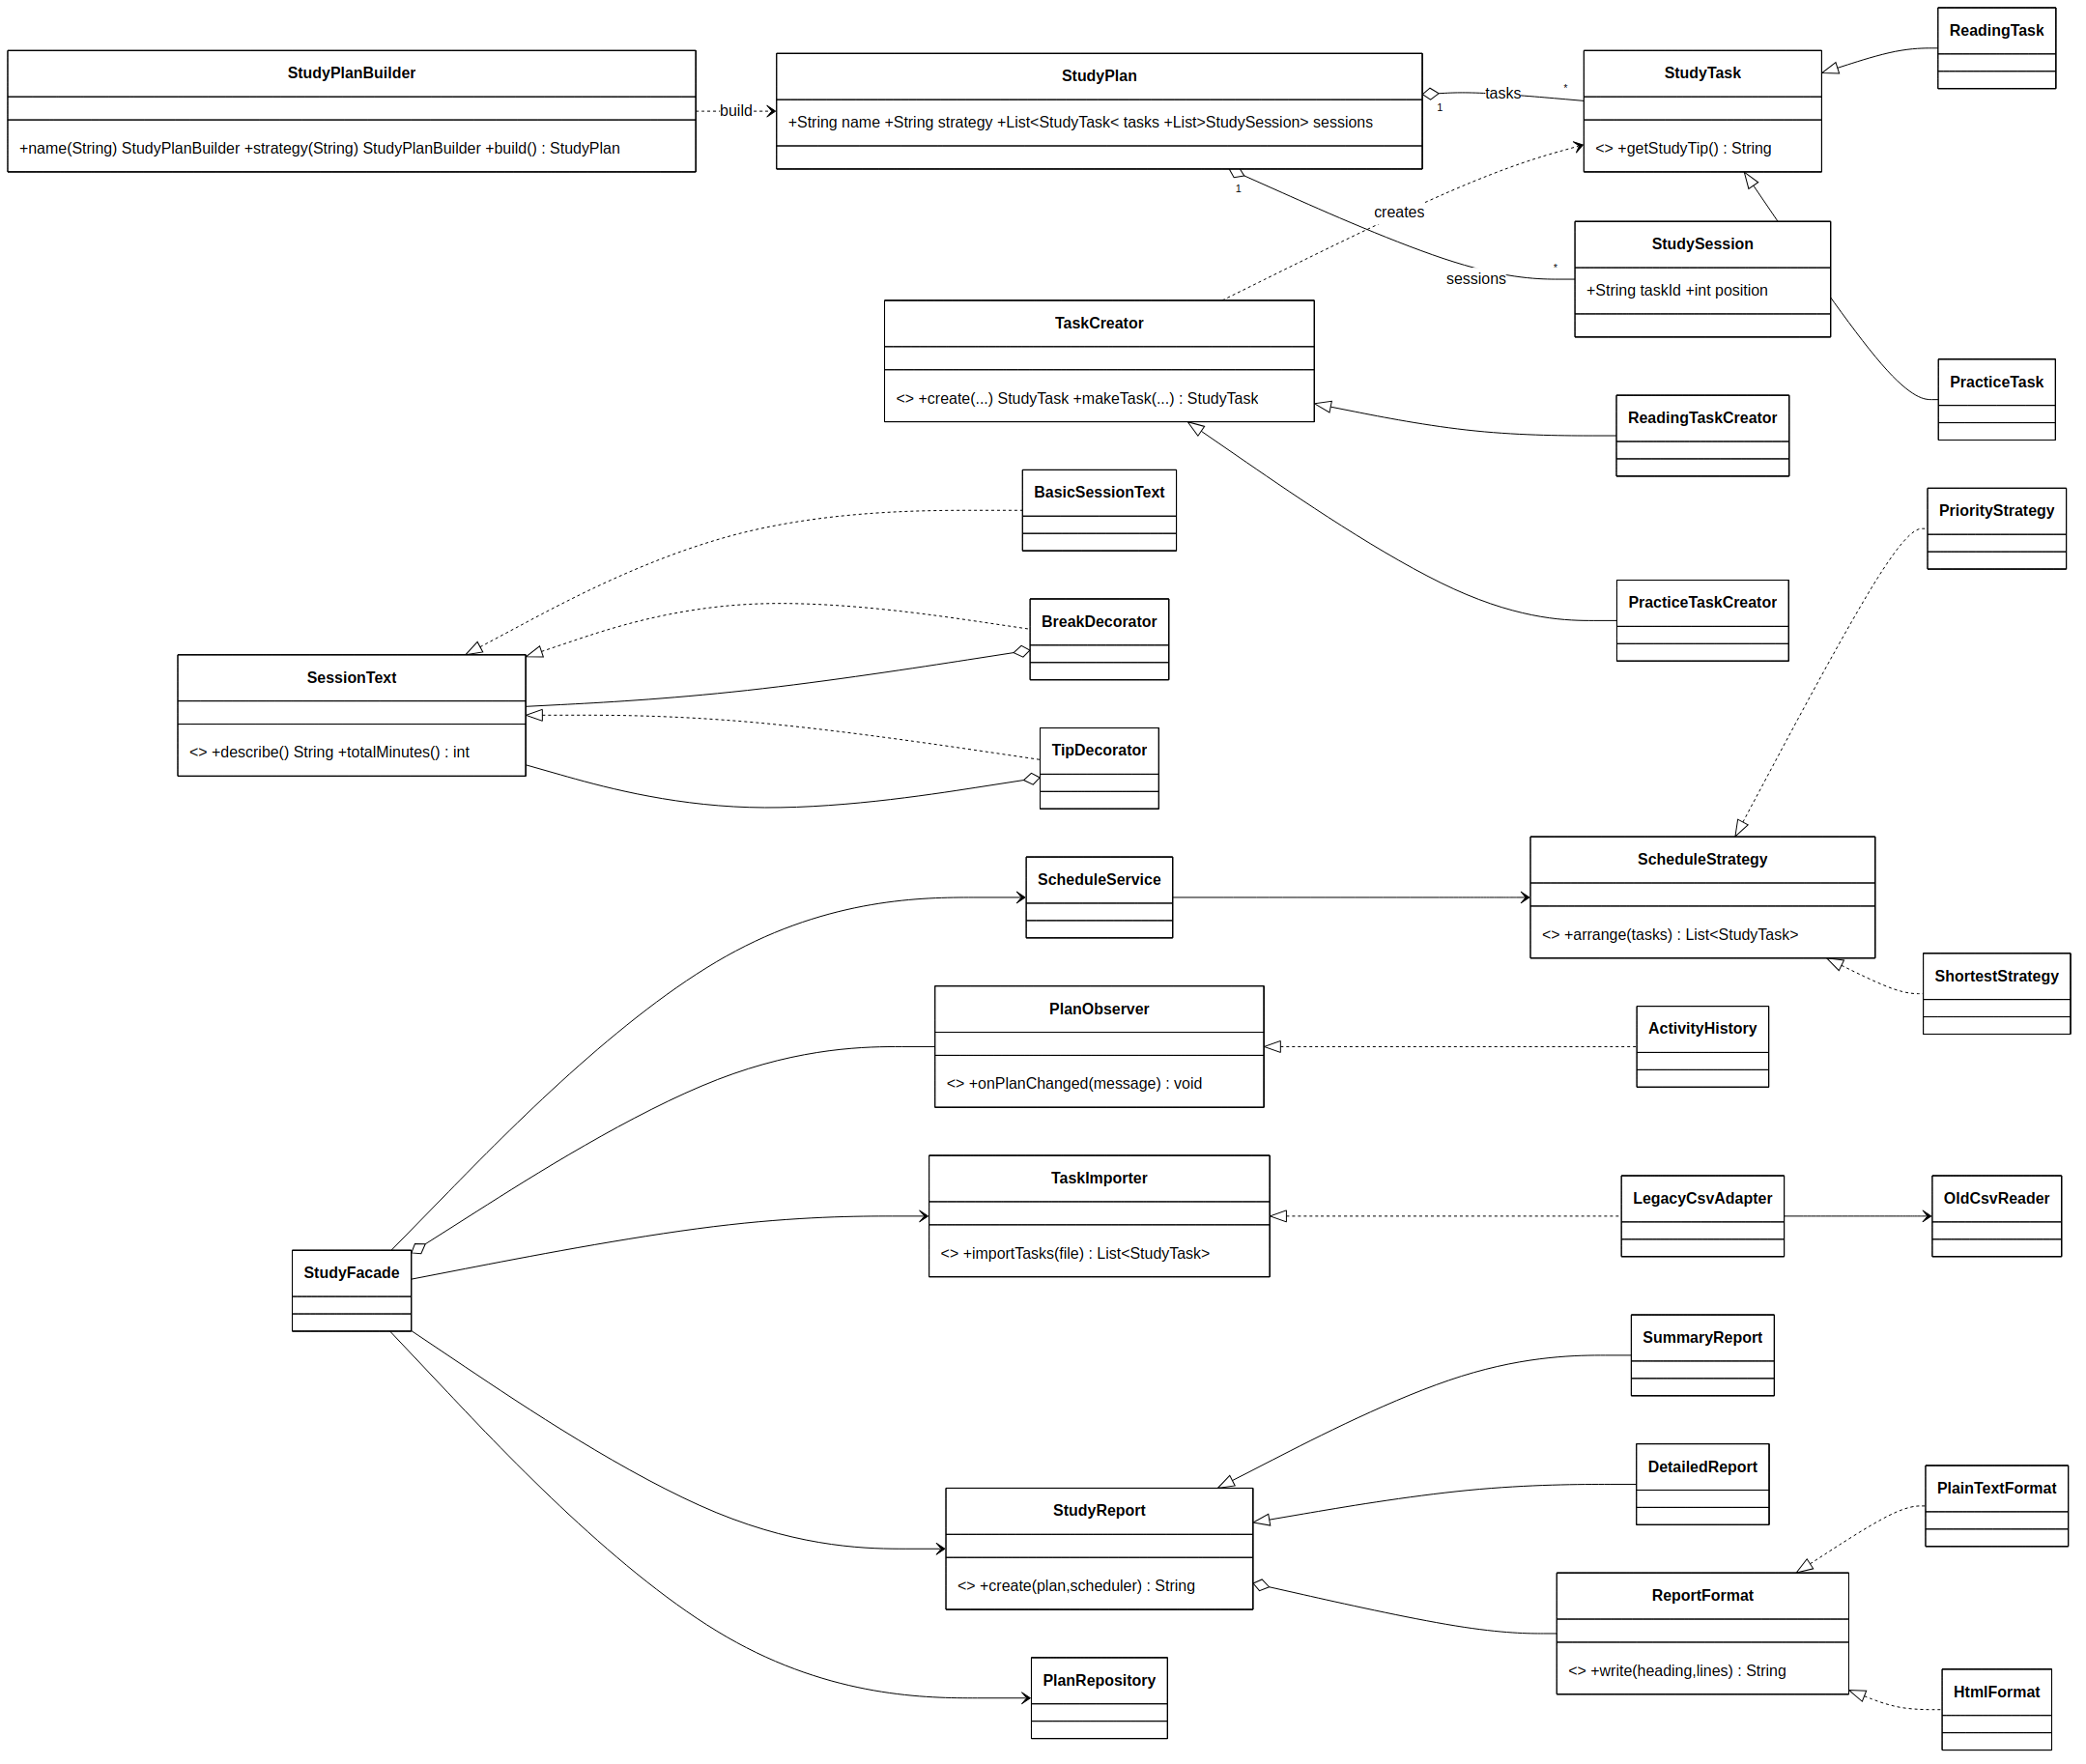 StudyPlanBuilder
+name(String) StudyPlanBuilder +strategy(String) StudyPlanBuilder +build() : StudyPlan
build
StudyPlan
+String name +String strategy +List<StudyTask< tasks +List>StudySession> sessions
1
tasks
*
1
sessions
*
StudyTask
<> +getStudyTip() : String
ReadingTask
creates
StudySession
+String taskId +int position
TaskCreator
<> +create(...) StudyTask +makeTask(...) : StudyTask
PracticeTask
ReadingTaskCreator
BasicSessionText
PriorityStrategy
PracticeTaskCreator
BreakDecorator
SessionText
<> +describe() String +totalMinutes() : int
TipDecorator
ScheduleService
ScheduleStrategy
<> +arrange(tasks) : List<StudyTask>
ShortestStrategy
PlanObserver
<> +onPlanChanged(message) : void
ActivityHistory
TaskImporter
<> +importTasks(file) : List<StudyTask>
LegacyCsvAdapter
OldCsvReader
StudyFacade
SummaryReport
DetailedReport
PlainTextFormat
StudyReport
<> +create(plan,scheduler) : String
ReportFormat
<> +write(heading,lines) : String
PlanRepository
HtmlFormat